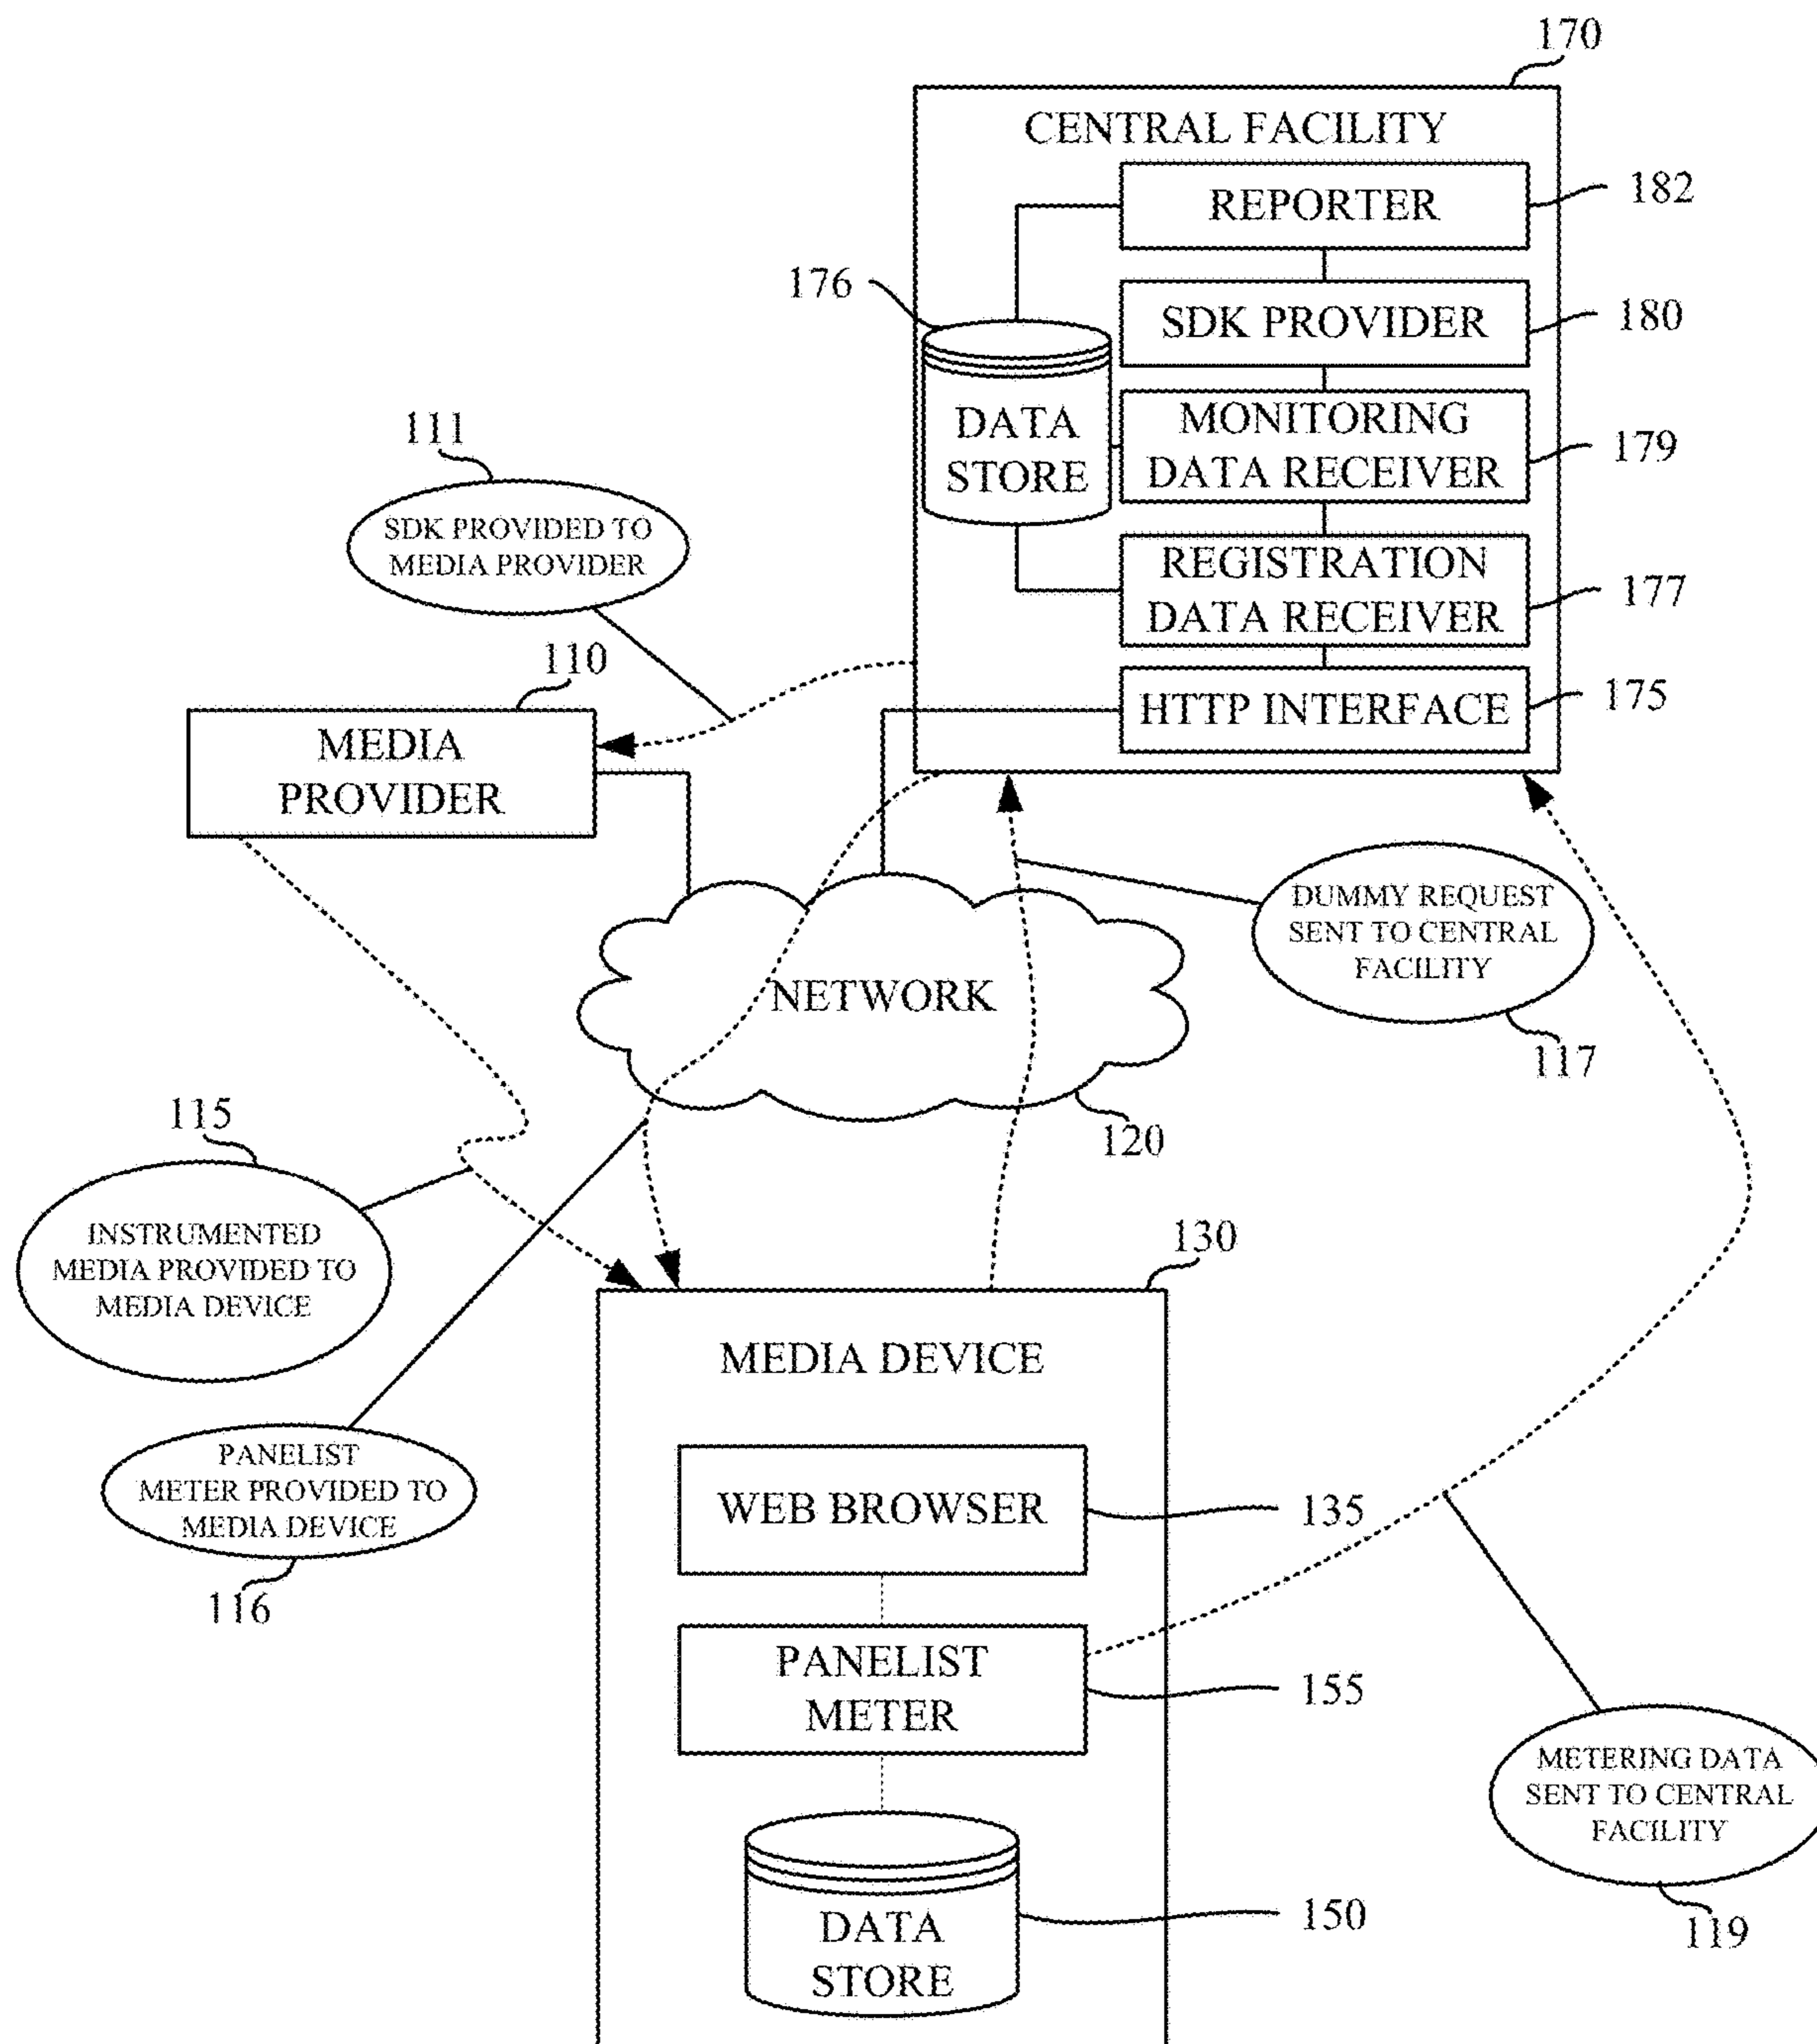 170
CENTRAL FACILITY
REPORTER
182
176
SDK PROVIDER
180
DATA
STORE
MONITORING
DATA RECEIVER
179
111
SDK PROVIDED TO
MEDIA PROVIDER
REGISTRATION
DATA RECEIVER
177
110
MEDIA
PROVIDER
HTTP INTERFACE
175
DUMMY REQUEST
SENT TO CENTRAL
FACILITY
117
NETWORK
120
115
INSTRUMENTED
MEDIA PROVIDED TO
MEDIA DEVICE
130
MEDIA DEVICE
PANELIST
METER PROVIDED TO
MEDIA DEVICE
116
WEB BROWSER
135
PANELIST
METER
155
METERING DATA
SENT TO CENTRAL
FACILITY
119
DATA
STORE
150